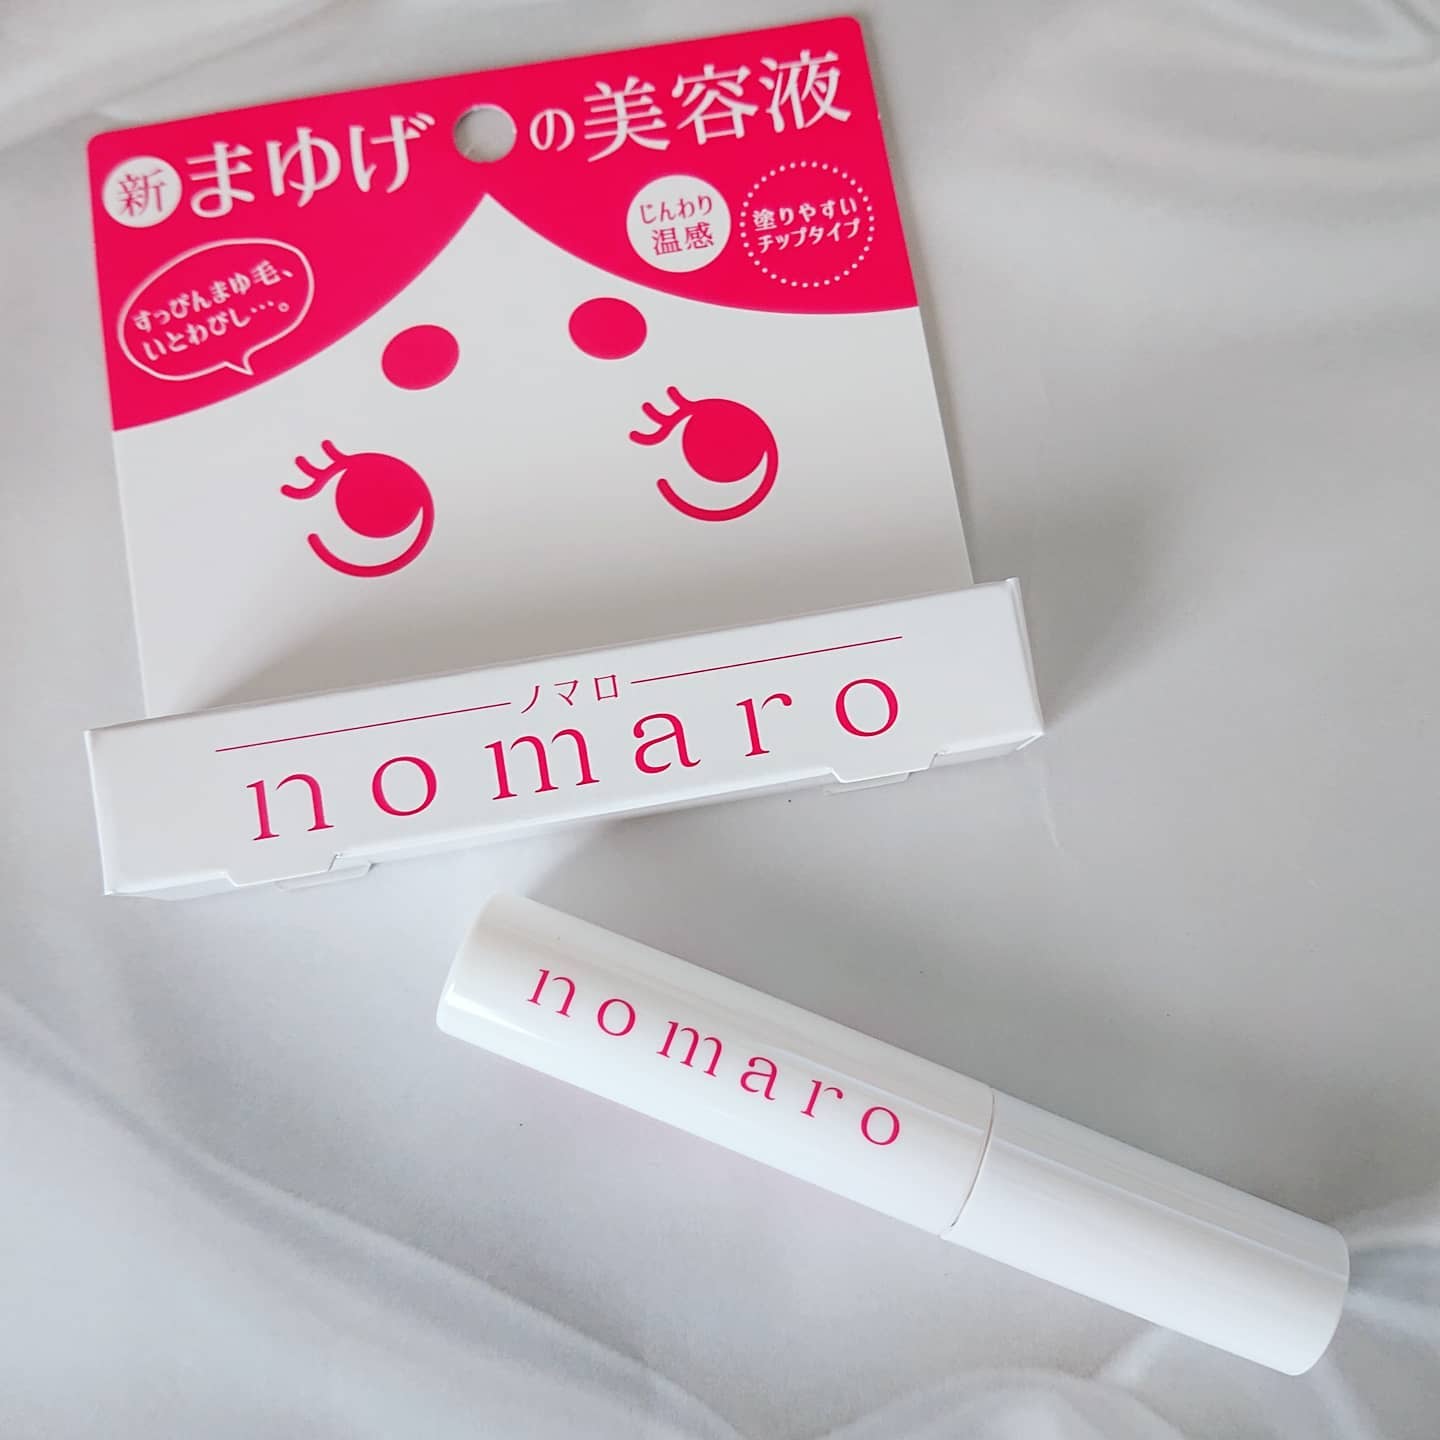 新 まゆげの美容液
じんわり
温感
塗りやすい
チップタイプ
すっぴんまゆ毛、
いとわびし…。
ノマロ
nomaro
nomaro